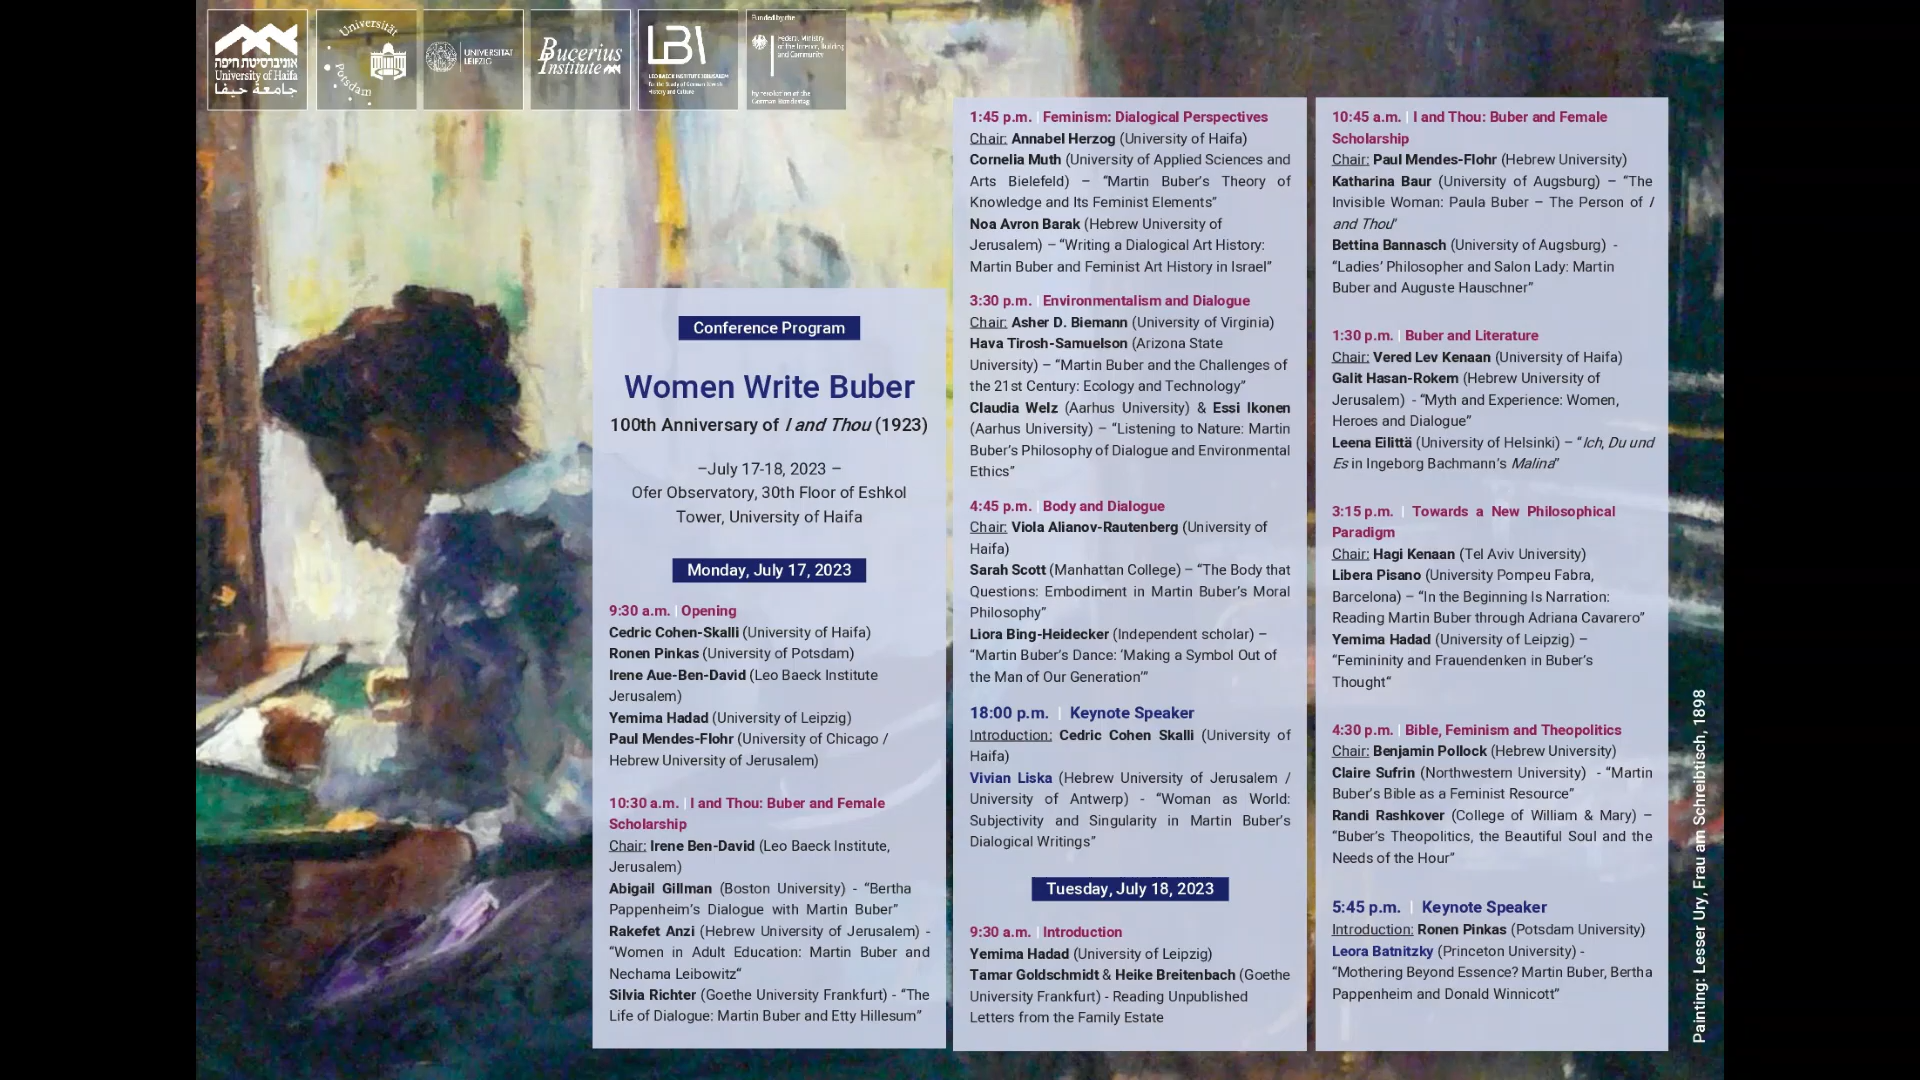 אוניברסיטת חיפה
University of Haifa
جامعة حيفا
Universität
Potsdam
UNIVERSITAT
LEIPZIG
Bucerius
Institute
LBI
LEO BAECK INSTITUTE JERUSALEM
for the Study of German-Jewish
History and Culture
Funded by the
Federal Ministry
of the Interior, Building
and Community
by resolution of the
German Bundestag
Conference Program
Women Write Buber
100th Anniversary of I and Thou (1923)
–July 17-18, 2023 –
Ofer Observatory, 30th Floor of Eshkol
Tower, University of Haifa
Monday, July 17, 2023
9:30 a.m. | Opening
Cedric Cohen-Skalli (University of Haifa)
Ronen Pinkas (University of Potsdam)
Irene Aue-Ben-David (Leo Baeck Institute
Jerusalem)
Yemima Hadad (University of Leipzig)
Paul Mendes-Flohr (University of Chicago /
Hebrew University of Jerusalem)
10:30 a.m. | I and Thou: Buber and Female
Scholarship
Chair: Irene Ben-David (Leo Baeck Institute,
Jerusalem)
Abigail Gillman (Boston University) - “Bertha
Pappenheim’s Dialogue with Martin Buber”
Rakefet Anzi (Hebrew University of Jerusalem) -
“Women in Adult Education: Martin Buber and
Nechama Leibowitz“
Silvia Richter (Goethe University Frankfurt) - “The
Life of Dialogue: Martin Buber and Etty Hillesum”
1:45 p.m. | Feminism: Dialogical Perspectives
Chair: Annabel Herzog (University of Haifa)
Cornelia Muth (University of Applied Sciences and
Arts Bielefeld) – “Martin Buber’s Theory of
Knowledge and Its Feminist Elements”
Noa Avron Barak (Hebrew University of
Jerusalem) – “Writing a Dialogical Art History:
Martin Buber and Feminist Art History in Israel”
3:30 p.m. | Environmentalism and Dialogue
Chair: Asher D. Biemann (University of Virginia)
Hava Tirosh-Samuelson (Arizona State
University) – “Martin Buber and the Challenges of
the 21st Century: Ecology and Technology”
Claudia Welz (Aarhus University) & Essi Ikonen
(Aarhus University) – “Listening to Nature: Martin
Buber’s Philosophy of Dialogue and Environmental
Ethics”
4:45 p.m. | Body and Dialogue
Chair: Viola Alianov-Rautenberg (University of
Haifa)
Sarah Scott (Manhattan College) – “The Body that
Questions: Embodiment in Martin Buber’s Moral
Philosophy”
Liora Bing-Heidecker (Independent scholar) –
“Martin Buber’s Dance: ‘Making a Symbol Out of
the Man of Our Generation’”
18:00 p.m. | Keynote Speaker
Introduction: Cedric Cohen Skalli (University of
Haifa)
Vivian Liska (Hebrew University of Jerusalem /
University of Antwerp) - “Woman as World:
Subjectivity and Singularity in Martin Buber’s
Dialogical Writings”
Tuesday, July 18, 2023
9:30 a.m. | Introduction
Yemima Hadad (University of Leipzig)
Tamar Goldschmidt & Heike Breitenbach (Goethe
University Frankfurt) - Reading Unpublished
Letters from the Family Estate
10:45 a.m. | I and Thou: Buber and Female
Scholarship
Chair: Paul Mendes-Flohr (Hebrew University)
Katharina Baur (University of Augsburg) – “The
Invisible Woman: Paula Buber – The Person of I
and Thou”
Bettina Bannasch (University of Augsburg) -
“Ladies’ Philosopher and Salon Lady: Martin
Buber and Auguste Hauschner”
1:30 p.m. | Buber and Literature
Chair: Vered Lev Kenaan (University of Haifa)
Galit Hasan-Rokem (Hebrew University of
Jerusalem) - “Myth and Experience: Women,
Heroes and Dialogue”
Leena Eilittä (University of Helsinki) – “Ich, Du und
Es in Ingeborg Bachmann’s Malina”
3:15 p.m. | Towards a New Philosophical
Paradigm
Chair: Hagi Kenaan (Tel Aviv University)
Libera Pisano (University Pompeu Fabra,
Barcelona) – “In the Beginning Is Narration:
Reading Martin Buber through Adriana Cavarero”
Yemima Hadad (University of Leipzig) –
“Femininity and Frauendenken in Buber’s
Thought“
4:30 p.m. | Bible, Feminism and Theopolitics
Chair: Benjamin Pollock (Hebrew University)
Claire Sufrin (Northwestern University) - “Martin
Buber’s Bible as a Feminist Resource”
Randi Rashkover (College of William & Mary) –
“Buber’s Theopolitics, the Beautiful Soul and the
Needs of the Hour”
5:45 p.m. | Keynote Speaker
Introduction: Ronen Pinkas (Potsdam University)
Leora Batnitzky (Princeton University) -
“Mothering Beyond Essence? Martin Buber, Bertha
Pappenheim and Donald Winnicott”
Painting: Lesser Ury, Frau am Schreibtisch, 1898